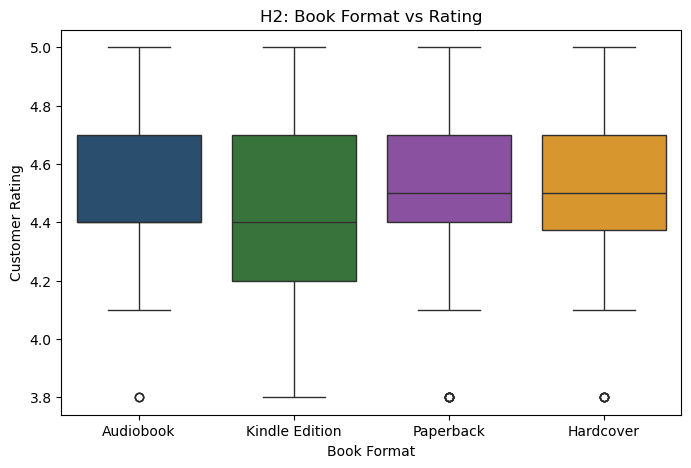 H2: Book Format vs Rating
Customer Rating
5.0
4.8
4.6
4.4
4.2
4.0
3.8
Audiobook
Kindle Edition
Paperback
Hardcover
Book Format